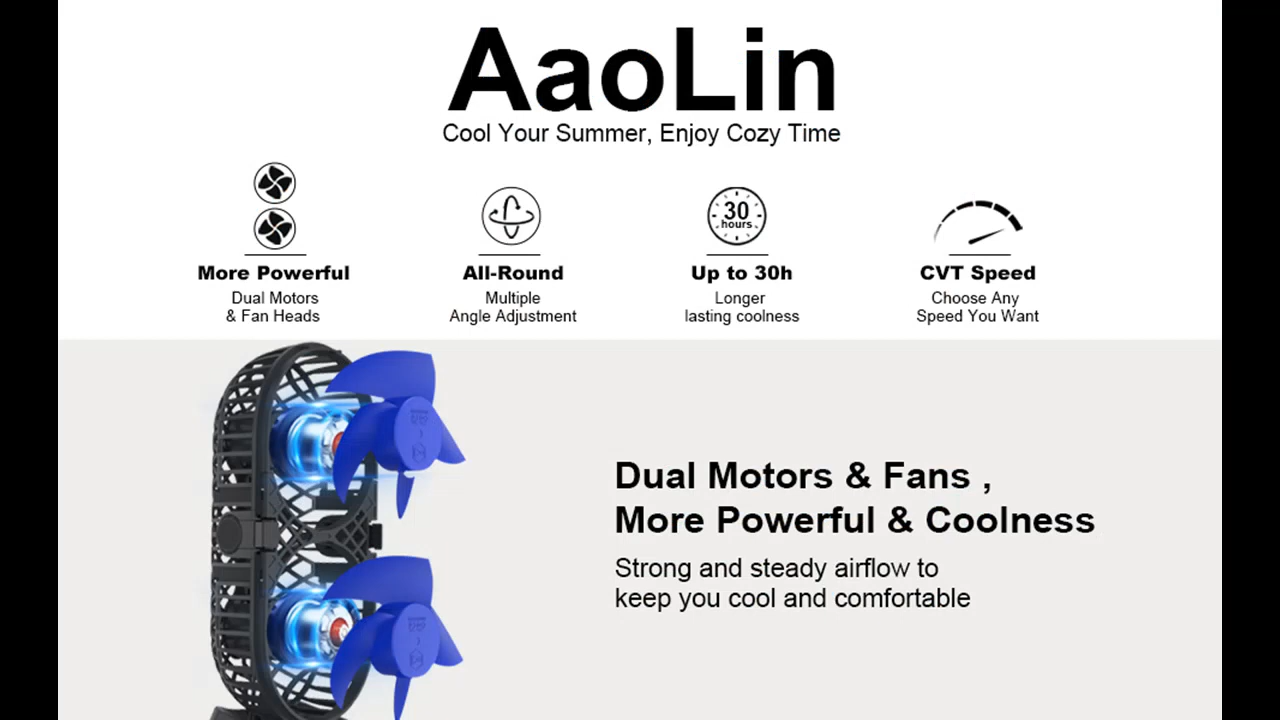 AaoLin
Cool Your Summer, Enjoy Cozy Time
30
hours
More Powerful
Dual Motors
& Fan Heads
All-Round
Multiple
Angle Adjustment
Up to 30h
Longer
lasting coolness
CVT Speed
Choose Any
Speed You Want
Dual Motors & Fans ,
More Powerful & Coolness
Strong and steady airflow to
keep you cool and comfortable